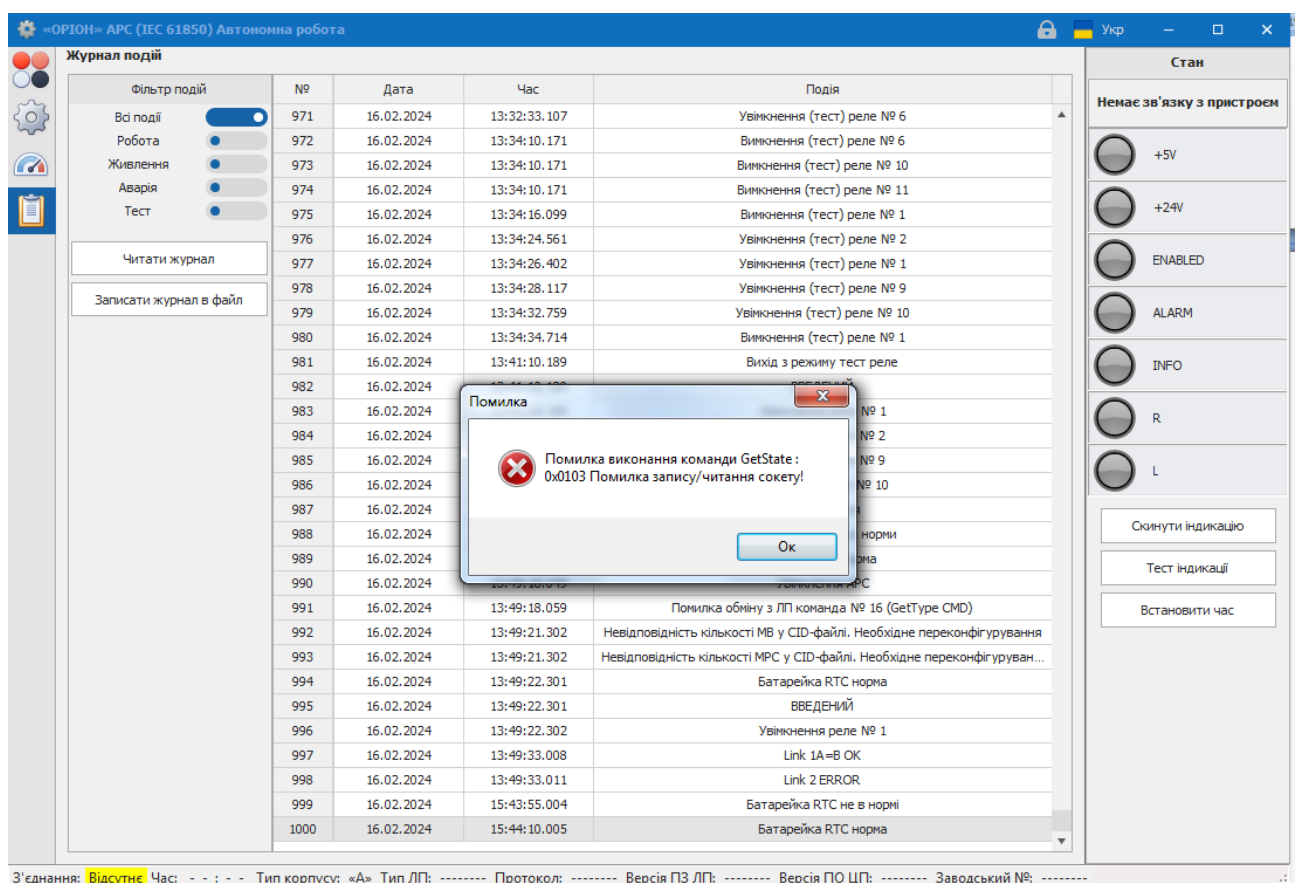 «ОРІОН» АРС (IEC 61850) Автономна робота Укр
Журнал подій
Фільтр подій
Всі події
Робота
Живлення
Аварія
Тест
Читати журнал
Записати журнал в файл
№ Дата Час Подія
971 16.02.2024 13:32:33.107 Увімкнення (тест) реле № 6
972 16.02.2024 13:34:10.171 Вимкнення (тест) реле № 6
973 16.02.2024 13:34:10.171 Вимкнення (тест) реле № 10
974 16.02.2024 13:34:10.171 Вимкнення (тест) реле № 11
975 16.02.2024 13:34:16.099 Вимкнення (тест) реле № 1
976 16.02.2024 13:34:24.561 Увімкнення (тест) реле № 2
977 16.02.2024 13:34:26.402 Увімкнення (тест) реле № 1
978 16.02.2024 13:34:28.117 Увімкнення (тест) реле № 9
979 16.02.2024 13:34:32.759 Увімкнення (тест) реле № 10
980 16.02.2024 13:34:34.714 Вимкнення (тест) реле № 1
981 16.02.2024 13:41:10.189 Вихід з режиму тест реле
982 16.02.2024
983 16.02.2024 № 1
984 16.02.2024 № 2
985 16.02.2024 № 9
986 16.02.2024 № 10
987 16.02.2024
988 16.02.2024 норми
989 16.02.2024
990 16.02.2024
991 16.02.2024 13:49:18.059 Помилка обміну з ЛП команда № 16 (GetType CMD)
992 16.02.2024 13:49:21.302 Невідповідність кількості МВ у CID-файлі. Необхідне переконфігурування
993 16.02.2024 13:49:21.302 Невідповідність кількості МРС у CID-файлі. Необхідне переконфігуруван...
994 16.02.2024 13:49:22.301 Батарейка RTC норма
995 16.02.2024 13:49:22.301 ВВЕДЕНИЙ
996 16.02.2024 13:49:22.302 Увімкнення реле № 1
997 16.02.2024 13:49:33.008 Link 1A=B OK
998 16.02.2024 13:49:33.011 Link 2 ERROR
999 16.02.2024 15:43:55.004 Батарейка RTC не в нормі
1000 16.02.2024 15:44:10.005 Батарейка RTC норма
Помилка
Помилка виконання команди GetState :
0x0103 Помилка запису/читання сокету!
Ок
Стан
Немає зв'язку з пристроєм
+5V
+24V
ENABLED
ALARM
INFO
R
L
Скинути індикацію
Тест індикації
Встановити час
З'єднання: Відсутнє Час: - - : - - Тип корпусу: «А» Тип ЛП: -------- Протокол: -------- Версія ПЗ ЛП: -------- Версія ПО ЦП: -------- Заводський №: --------